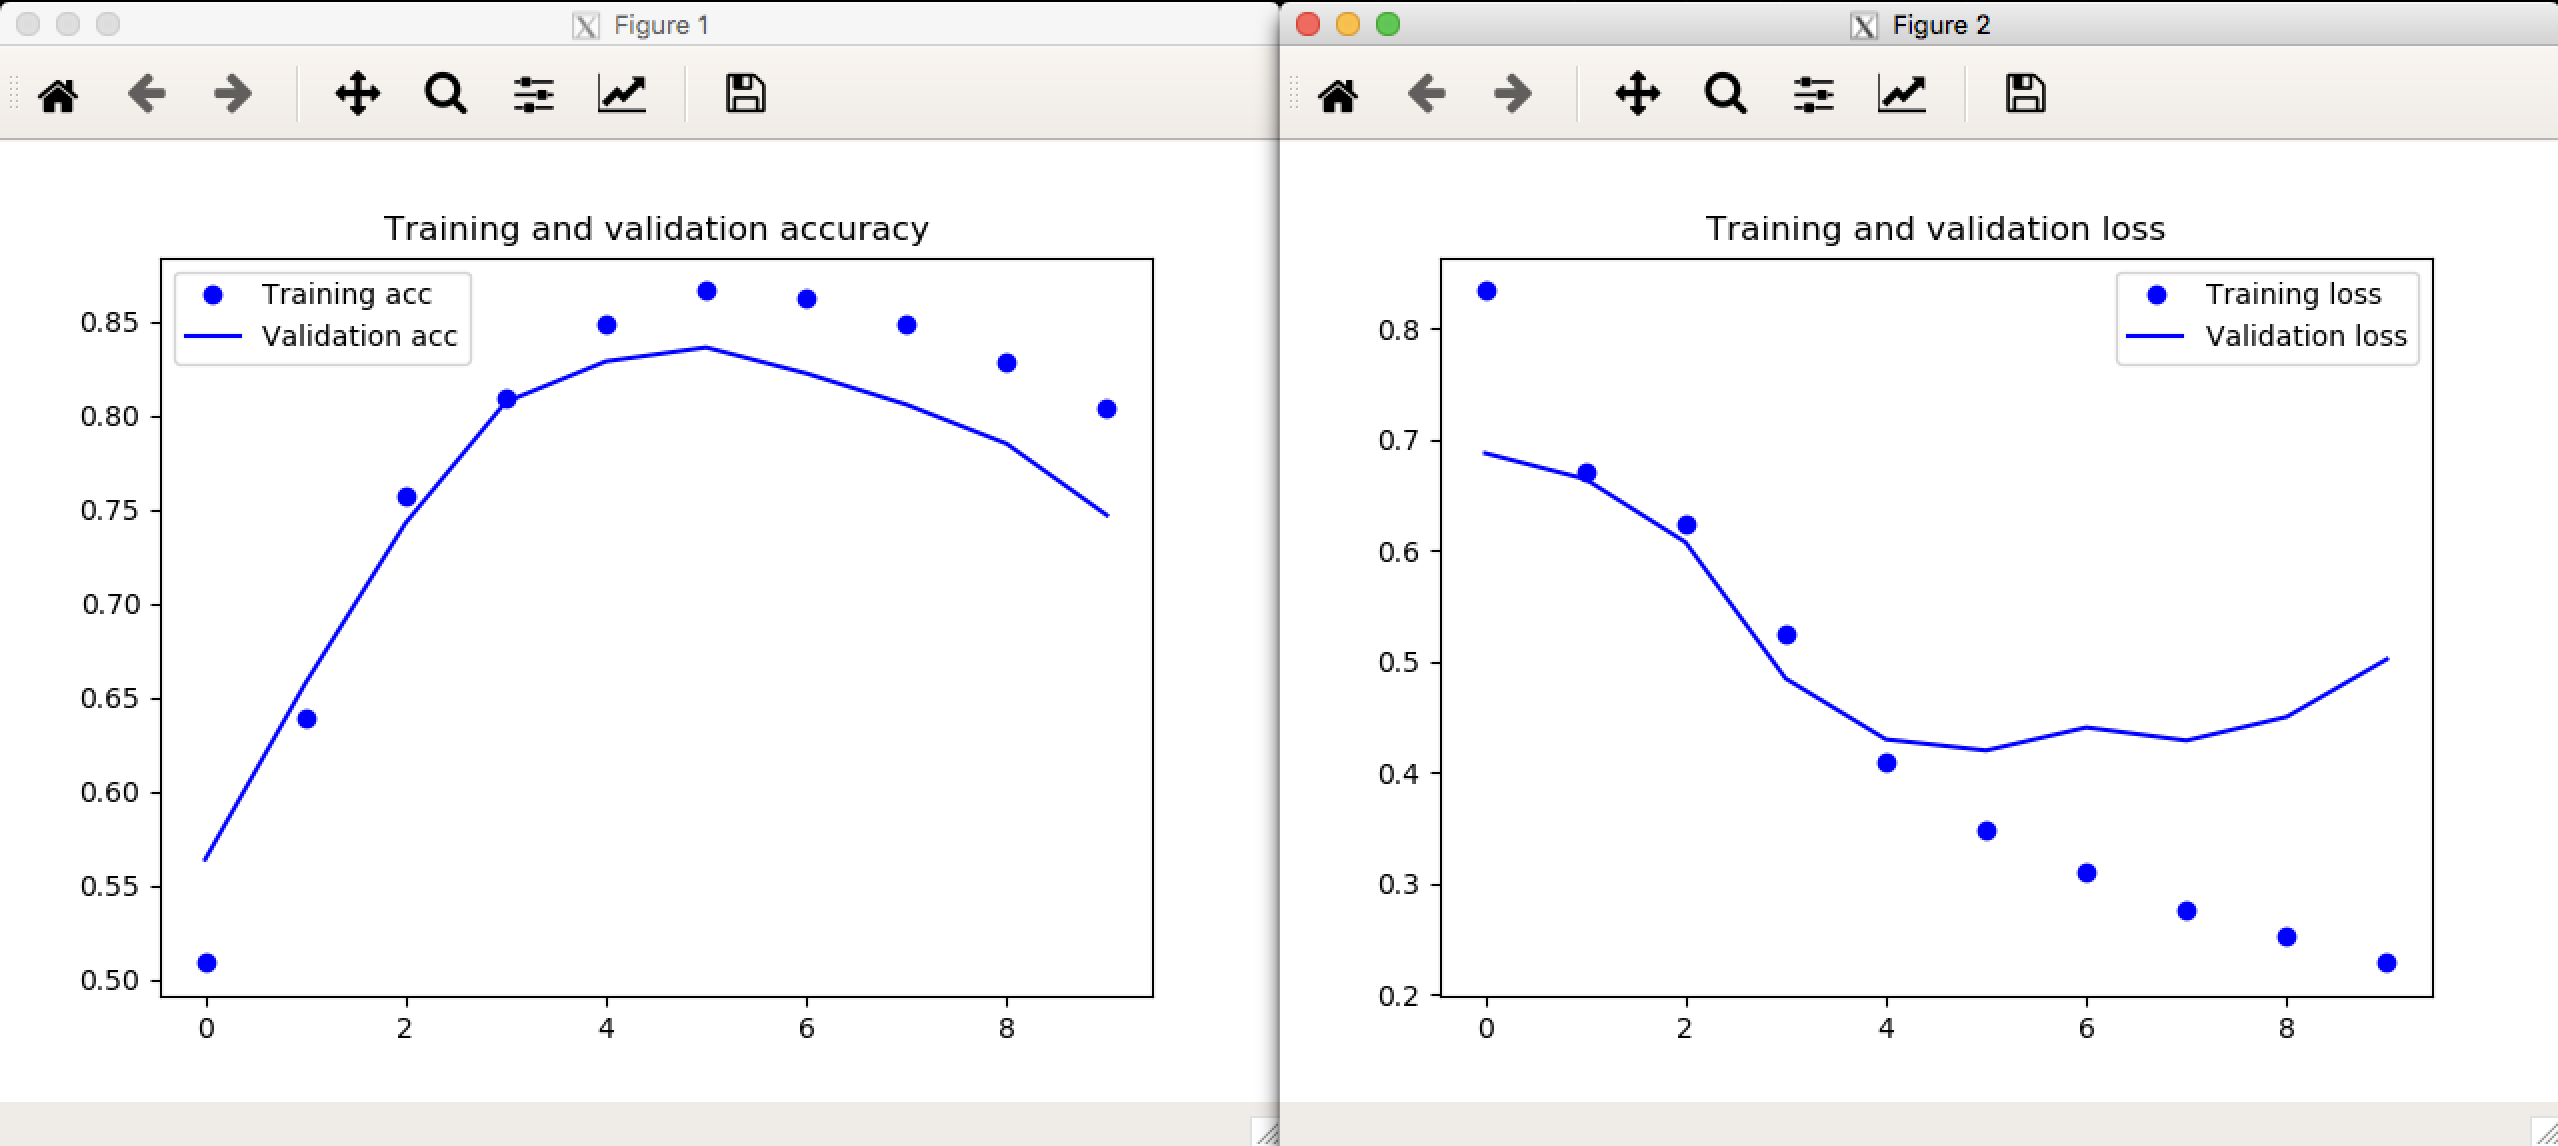 Figure 1
Training and validation accuracy
Training acc
Validation acc
0.85
0.80
0.75
0.70
0.65
0.60
0.55
0.50
0 2 4 6 8
Figure 2
Training and validation loss
Training loss
Validation loss
0.8
0.7
0.6
0.5
0.4
0.3
0.2
0 2 4 6 8